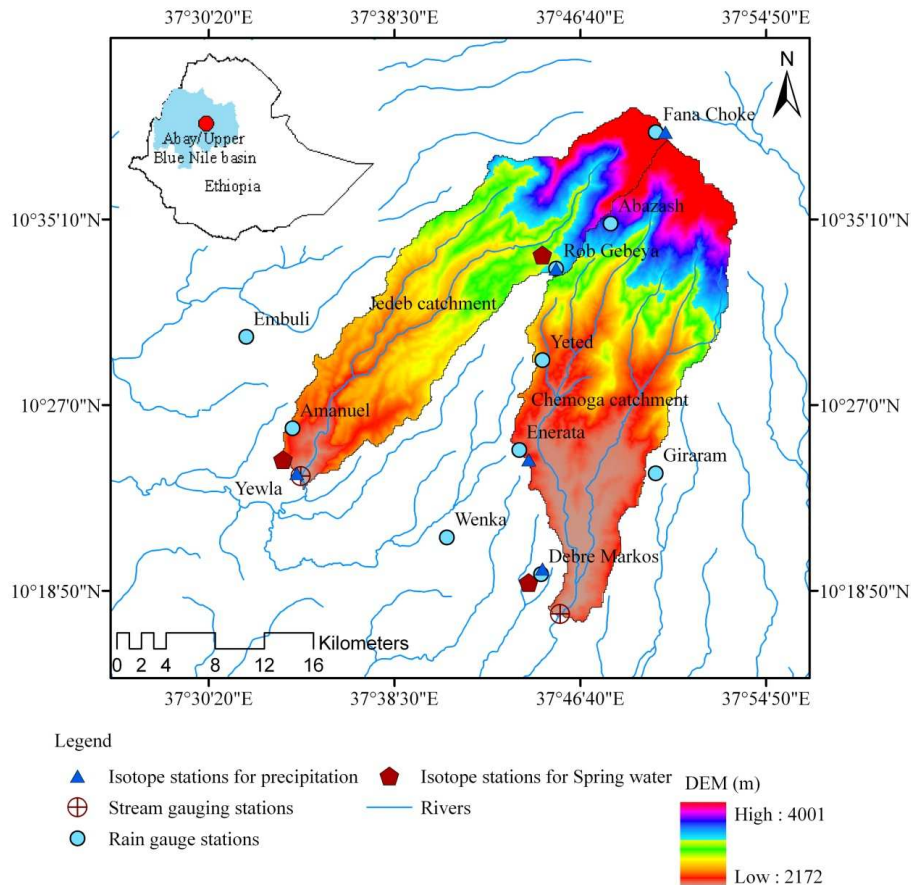 37°30'20"E 37°38'30"E 37°46'40"E 37°54'50"E
N
Fana Choke
Abay/Upper
Blue Nile basin
Ethiopia
10°35'10"N
Abazash
10°35'10"N
Rob Gebeya
Jedeb catchment
Embuli
Yeted
Chemoga catchment
10°27'0"N
Amanuel
10°27'0"N
Enerata
Giraram
Yewla
Wenka
Debre Markos
10°18'50"N
10°18'50"N
Kilometers
0 2 4 8 12 16
37°30'20"E 37°38'30"E 37°46'40"E 37°54'50"E
Legend
Isotope stations for precipitation
Isotope stations for Spring water
Stream gauging stations
Rivers
Rain gauge stations
DEM (m)
High : 4001
Low : 2172